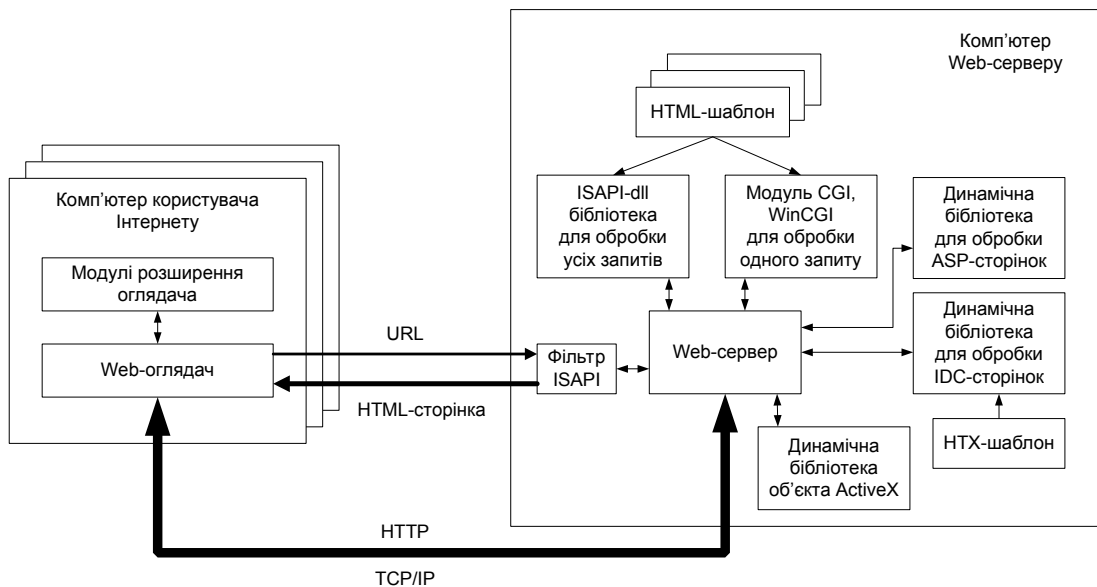 Комп’ютер
Web-серверу
HTML-шаблон
ISAPI-dll
бібліотека
для обробки
усіх запитів
Модуль CGI,
WinCGI
для обробки
одного запиту
Динамічна
бібліотека
для обробки
ASP-сторінок
Комп’ютер користувача
Інтернету
Модулі розширення
оглядача
Web-оглядач
URL
HTML-сторінка
Фільтр
ISAPI
Web-сервер
Динамічна
бібліотека
для обробки
IDC-сторінок
HTX-шаблон
Динамічна
бібліотека
об’єкта ActiveX
HTTP
TCP/IP